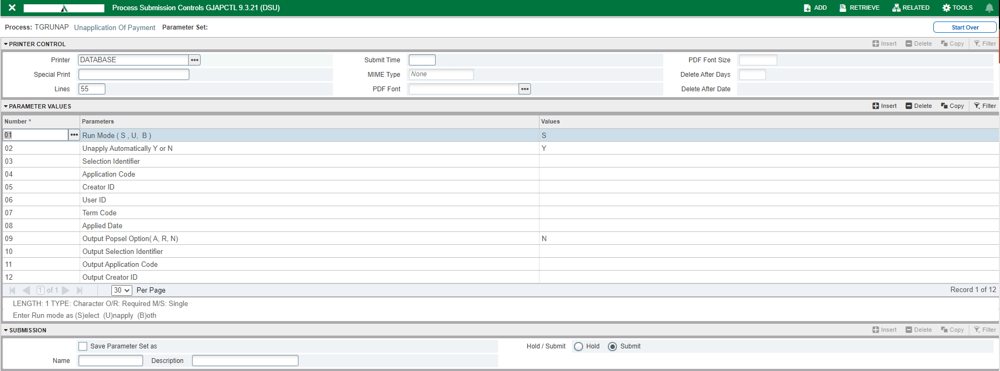 Process Submission Controls GJAPCTL 9.3.21 (DSU) ADD RETRIEVE RELATED TOOLS
Process: TGRUNAP Unapplication Of Payment Parameter Set: Start Over
PRINTER CONTROL Insert Delete Copy Filter
Printer DATABASE Submit Time PDF Font Size
Special Print MIME Type None Delete After Days
Lines 55 PDF Font Delete After Date
PARAMETER VALUES Insert Delete Copy Filter
Number * Parameters Values
01 Run Mode ( S , U, B ) S
02 Unapply Automatically Y or N Y
03 Selection Identifier
04 Application Code
05 Creator ID
06 User ID
07 Term Code
08 Applied Date
09 Output Popsel Option( A, R, N) N
10 Output Selection Identifier
11 Output Application Code
12 Output Creator ID
1 of 1 30 Per Page Record 1 of 12
LENGTH: 1 TYPE: Character O/R: Required M/S: Single
Enter Run mode as (S)elect (U)napply (B)oth
SUBMISSION Insert Delete Copy Filter
Save Parameter Set as Hold / Submit Hold Submit
Name Description